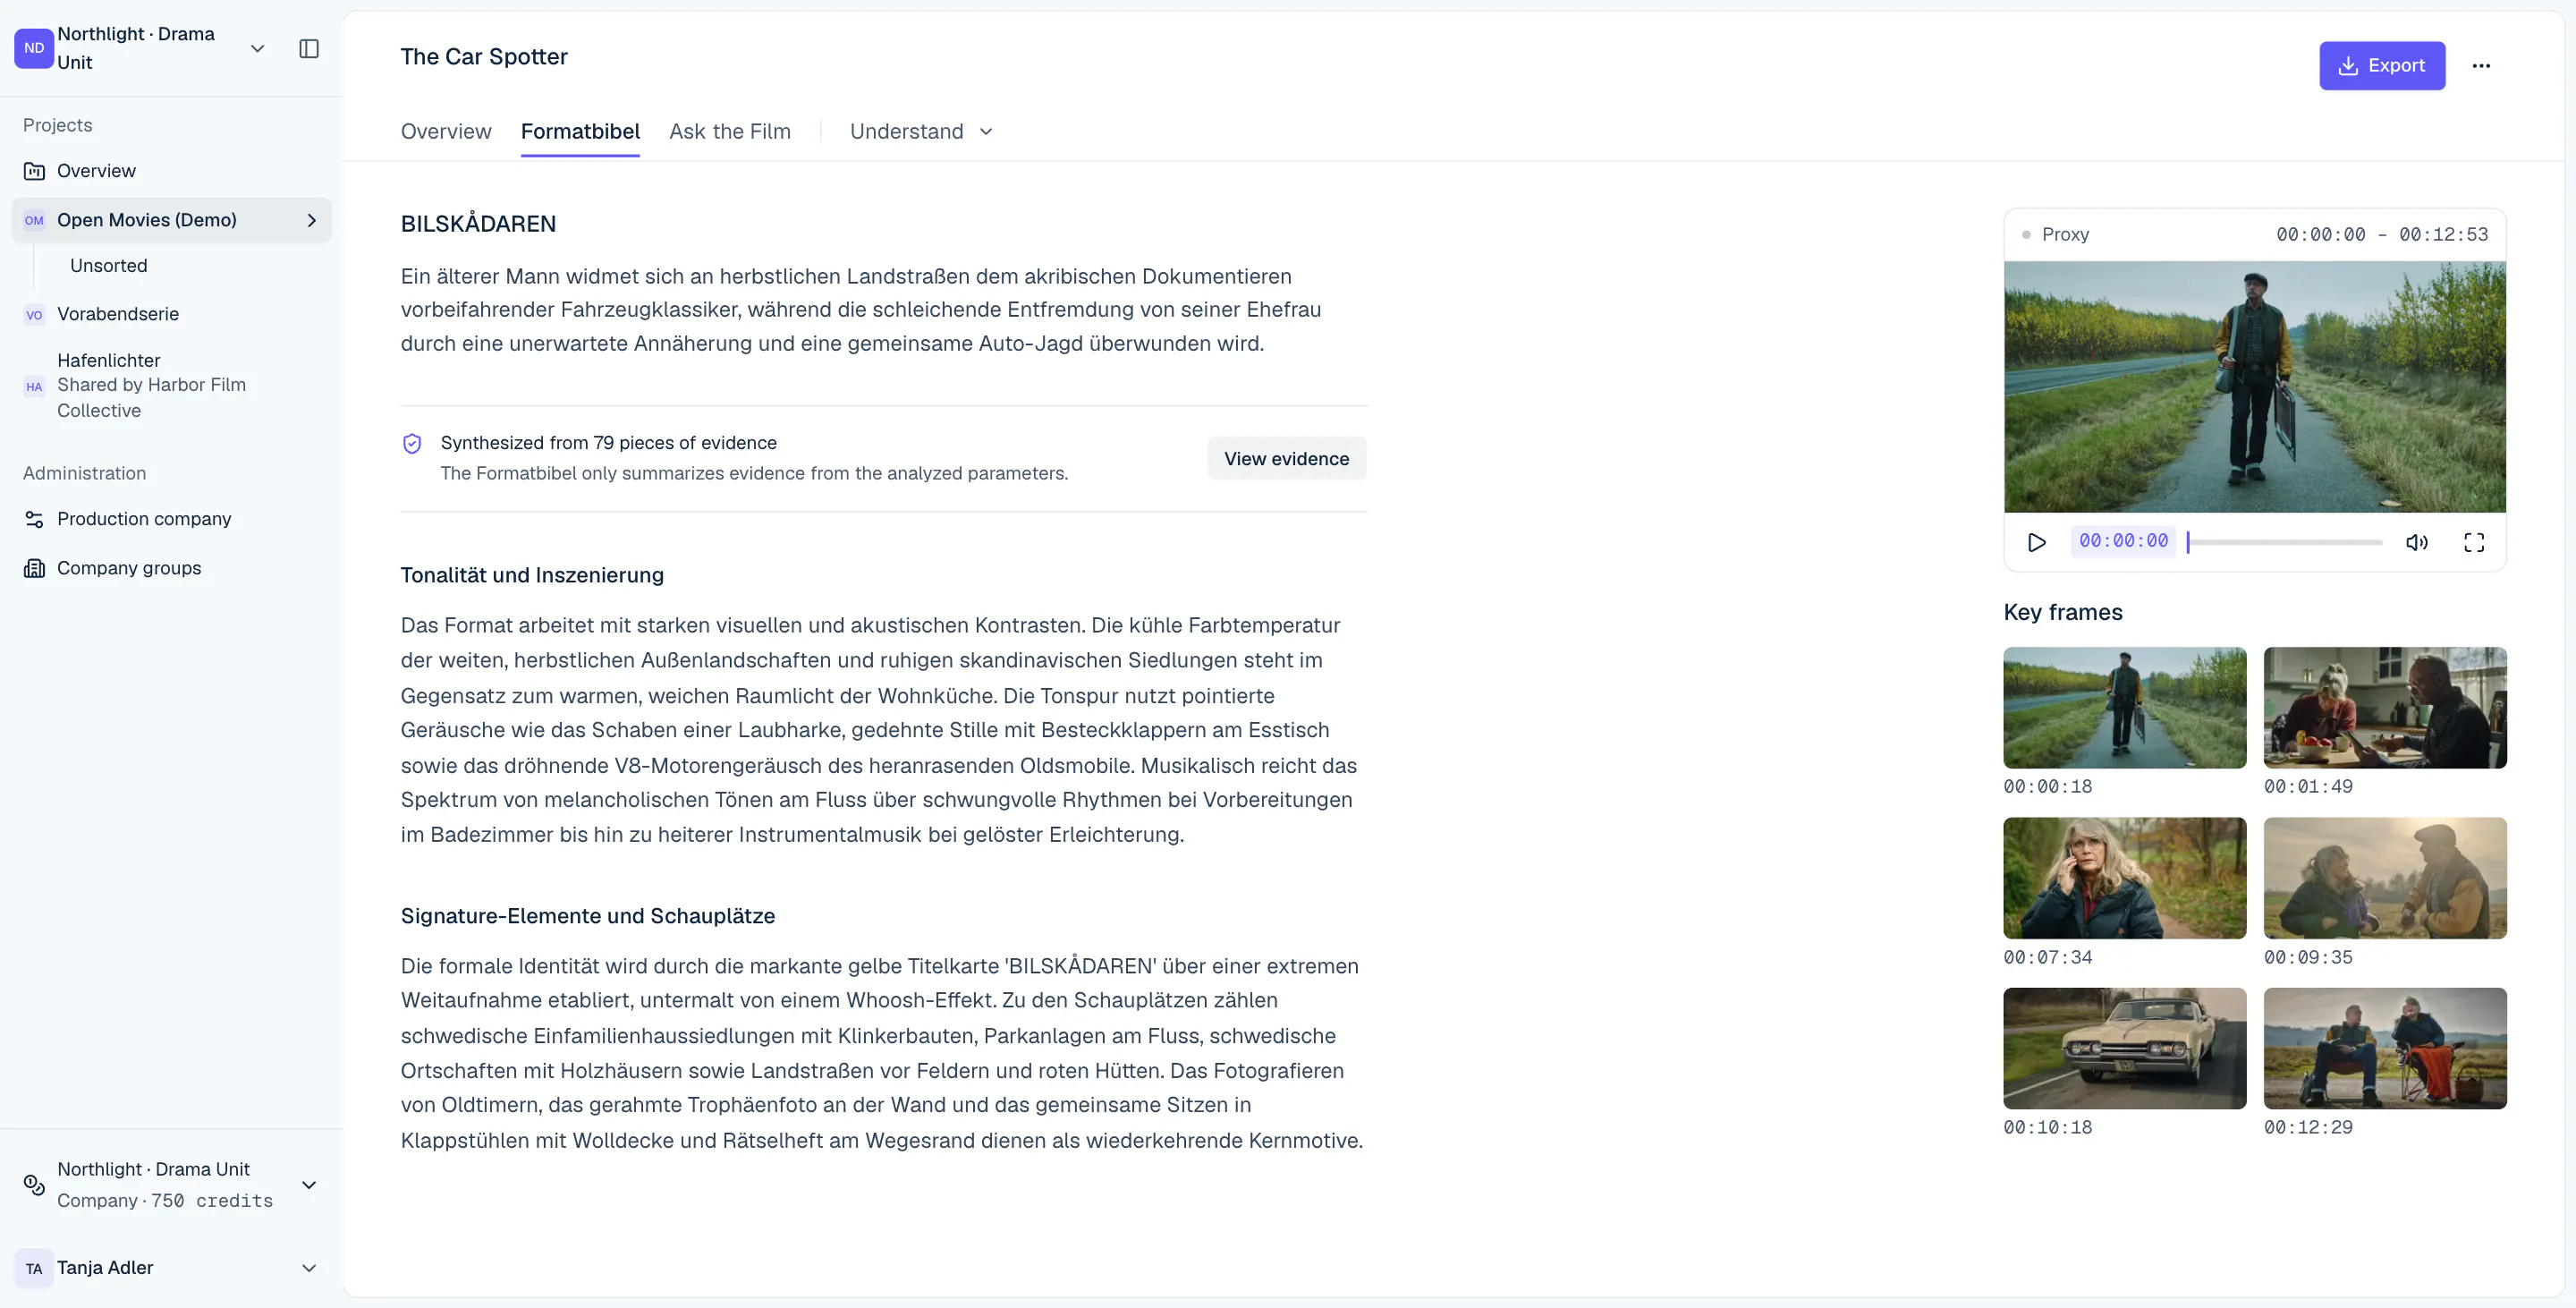 ND
Northlight · Drama
Unit
Projects
Overview
OM
Open Movies (Demo)
Unsorted
VO
Vorabendserie
HA
Hafenlichter
Shared by Harbor Film
Collective
Administration
Production company
Company groups
Northlight · Drama Unit
Company · 750 credits
TA
Tanja Adler
The Car Spotter
Export
Overview
Formatbibel
Ask the Film
Understand
BILSKÅDAREN
Ein älterer Mann widmet sich an herbstlichen Landstraßen dem akribischen Dokumentieren
vorbeifahrender Fahrzeugklassiker, während die schleichende Entfremdung von seiner Ehefrau
durch eine unerwartete Annäherung und eine gemeinsame Auto-Jagd überwunden wird.
Synthesized from 79 pieces of evidence
The Formatbibel only summarizes evidence from the analyzed parameters.
View evidence
Tonalität und Inszenierung
Das Format arbeitet mit starken visuellen und akustischen Kontrasten. Die kühle Farbtemperatur
der weiten, herbstlichen Außenlandschaften und ruhigen skandinavischen Siedlungen steht im
Gegensatz zum warmen, weichen Raumlicht der Wohnküche. Die Tonspur nutzt pointierte
Geräusche wie das Schaben einer Laubharke, gedehnte Stille mit Besteckklappern am Esstisch
sowie das dröhnende V8-Motorengeräusch des heranrasenden Oldsmobile. Musikalisch reicht das
Spektrum von melancholischen Tönen am Fluss über schwungvolle Rhythmen bei Vorbereitungen
im Badezimmer bis hin zu heiterer Instrumentalmusik bei gelöster Erleichterung.
Signature-Elemente und Schauplätze
Die formale Identität wird durch die markante gelbe Titelkarte 'BILSKÅDAREN' über einer extremen
Weitaufnahme etabliert, untermalt von einem Whoosh-Effekt. Zu den Schauplätzen zählen
schwedische Einfamilienhaussiedlungen mit Klinkerbauten, Parkanlagen am Fluss, schwedische
Ortschaften mit Holzhäusern sowie Landstraßen vor Feldern und roten Hütten. Das Fotografieren
von Oldtimern, das gerahmte Trophäenfoto an der Wand und das gemeinsame Sitzen in
Klappstühlen mit Wolldecke und Rätselheft am Wegesrand dienen als wiederkehrende Kernmotive.
Proxy
00:00:00 – 00:12:53
00:00:00
Key frames
00:00:18
00:01:49
00:07:34
00:09:35
00:10:18
00:12:29